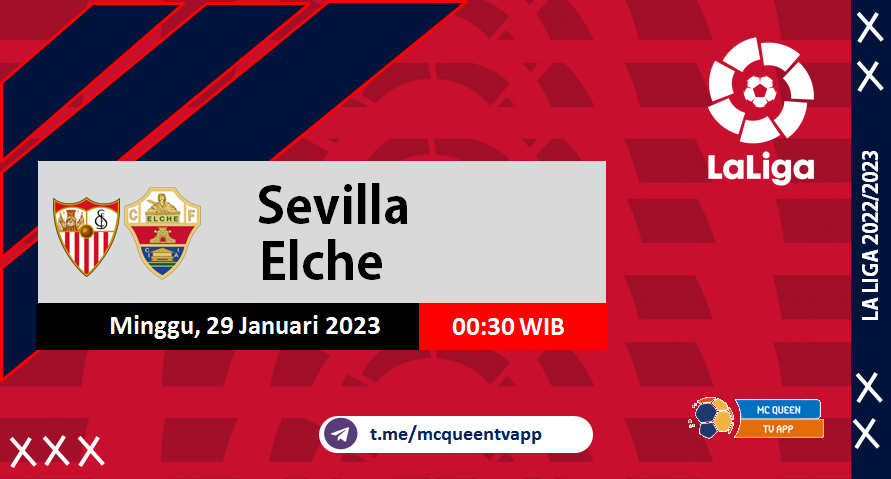 LaLiga
LA LIGA 2022/2023
ELCHE
C F
Sevilla
Elche
Minggu, 29 Januari 2023
00:30 WIB
t.me/mcqueentvapp
MC QUEEN
TV APP